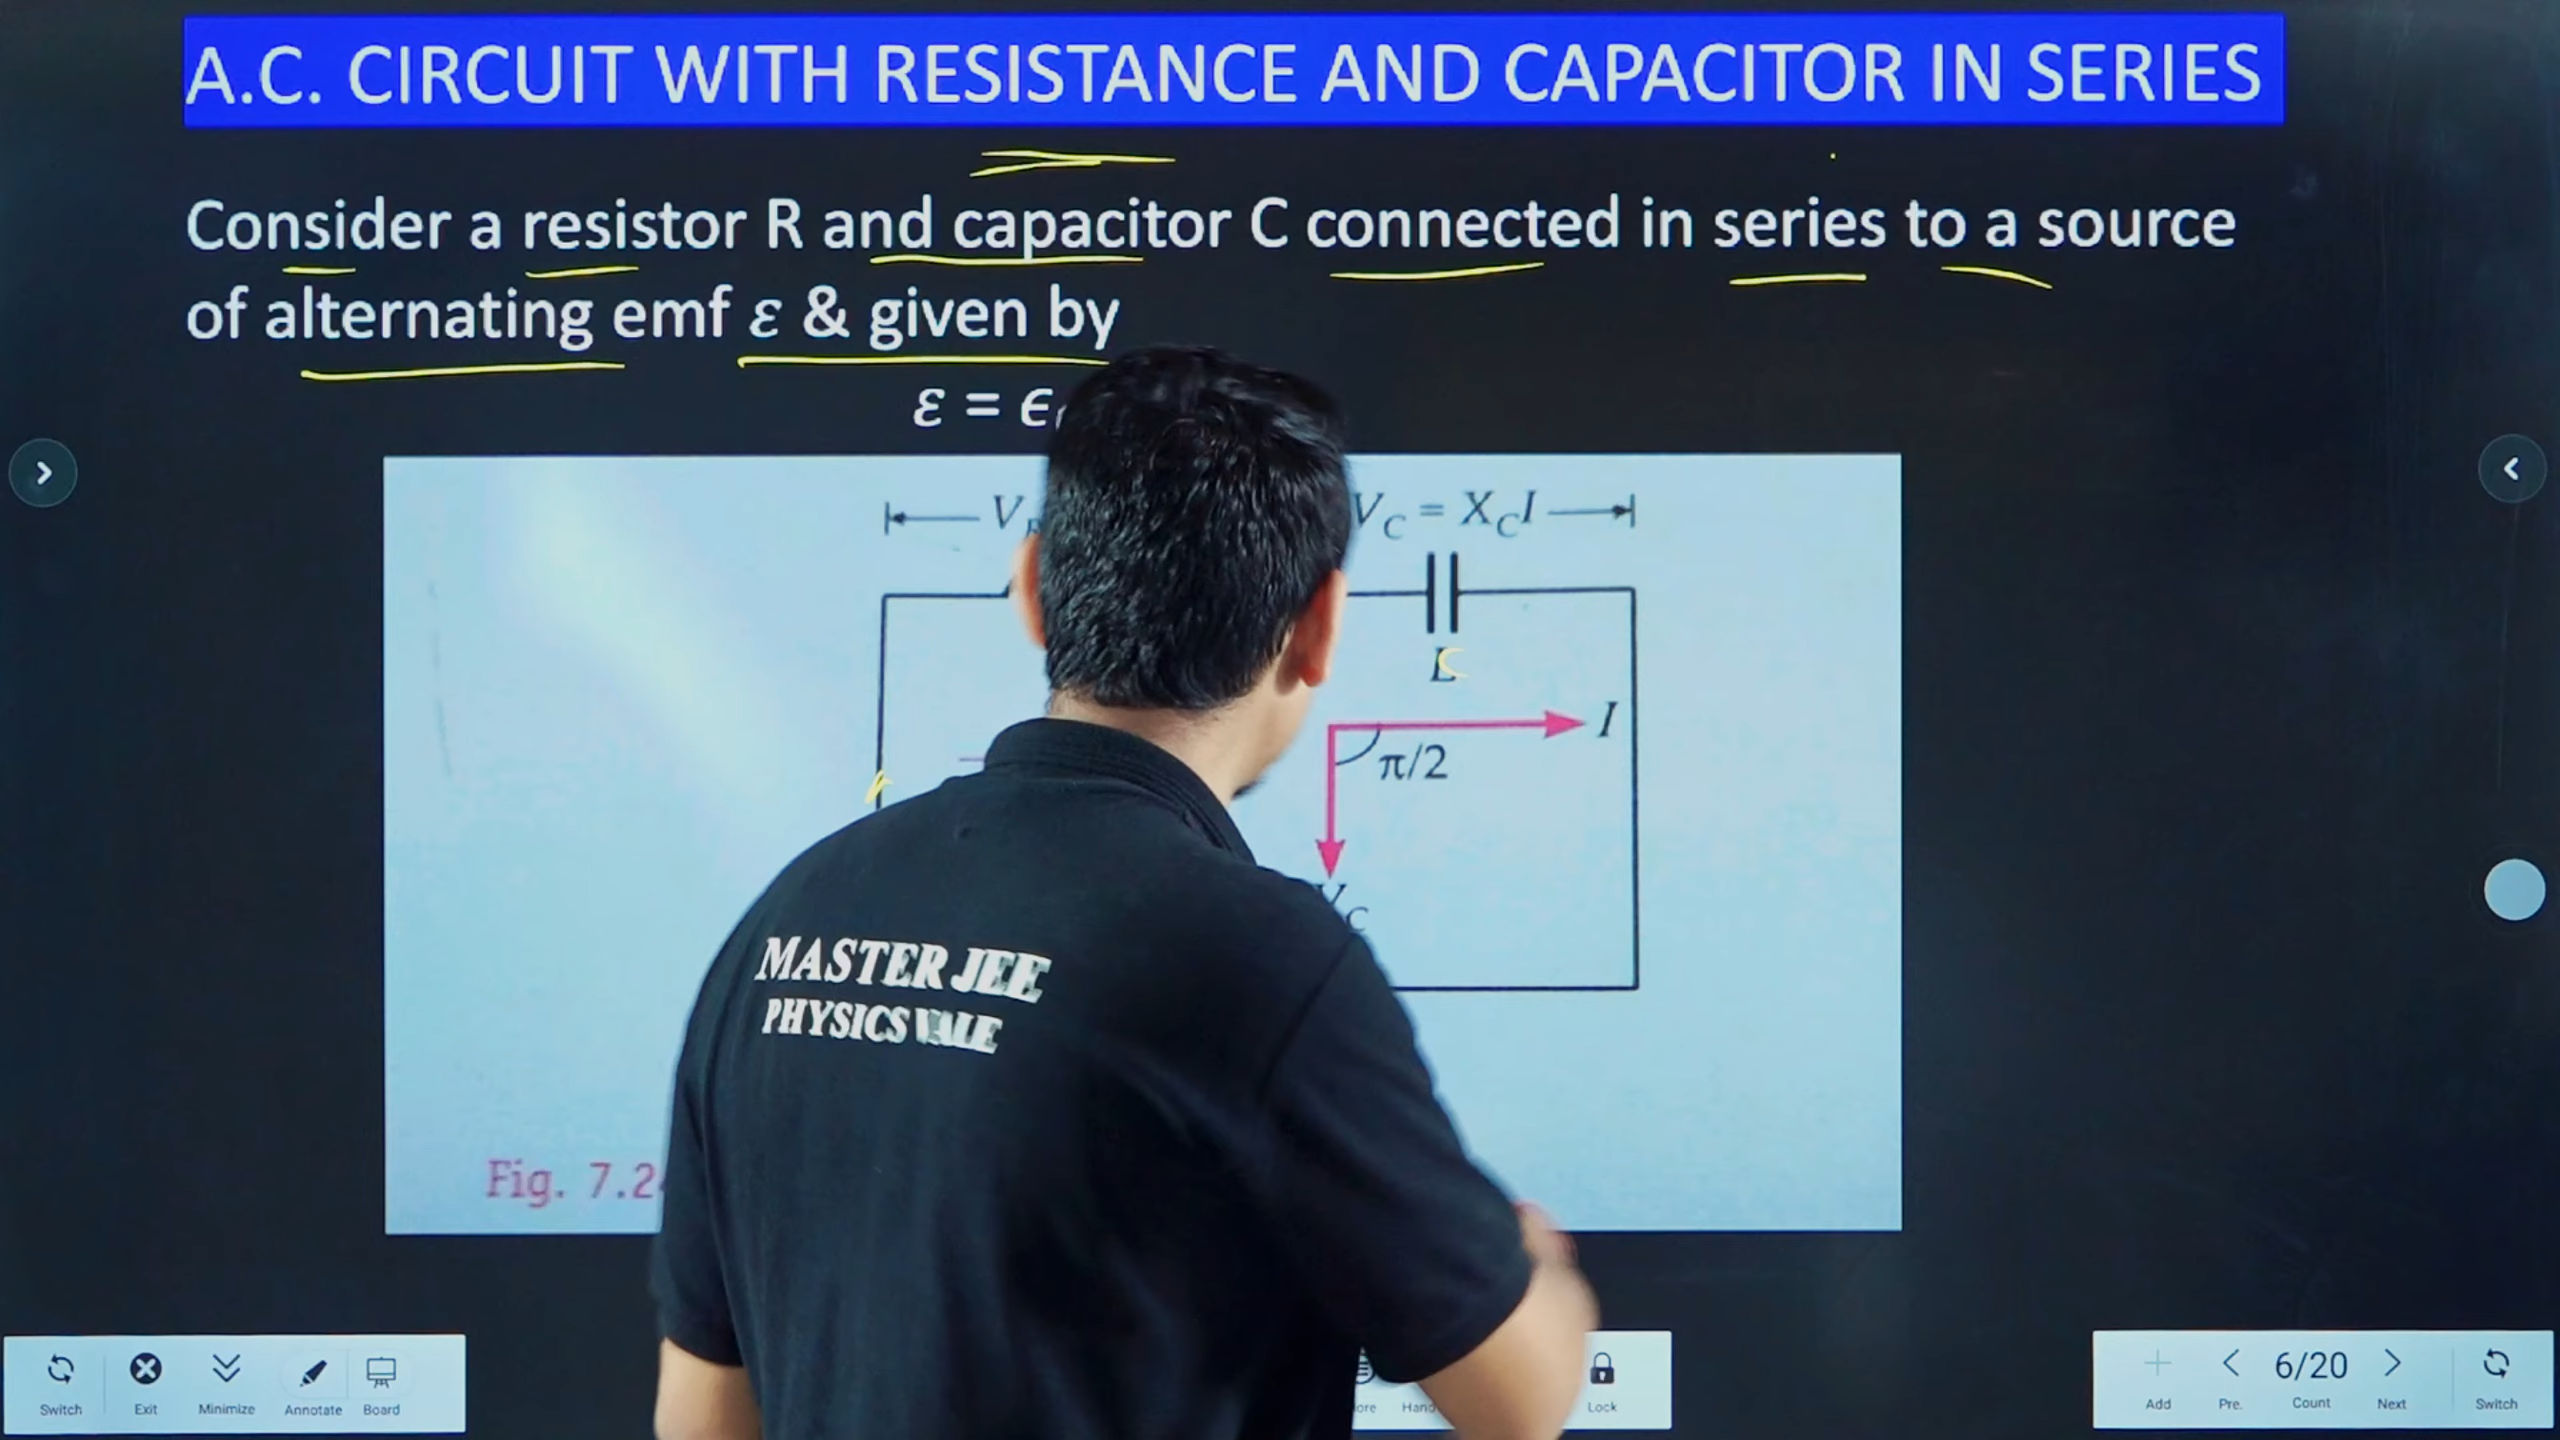 A.C. CIRCUIT WITH RESISTANCE AND CAPACITOR IN SERIES
Consider a resistor R and capacitor C connected in series to a source
of alternating emf ε & given by
ε = ϵ
V
V_C = X_C I
C
I
π/2
V_C
MASTER JEE
PHYSICS WALE
Fig. 7.2
Switch Exit Minimize Annotate Board
Lock
6/20
Add Pre. Count Next Switch